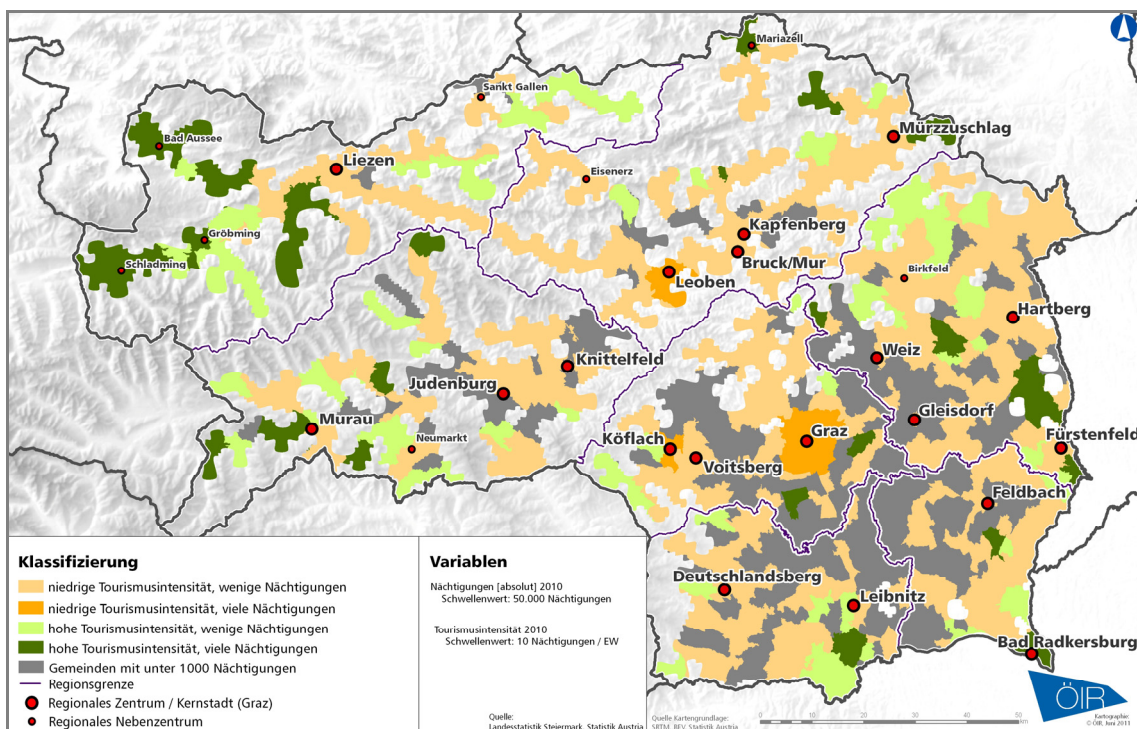 Mariazell
Sankt Gallen
Bad Aussee
Mürzzuschlag
Liezen
Eisenerz
Gröbming
Kapfenberg
Bruck/Mur
Schladming
Leoben
Birkfeld
Hartberg
Weiz
Knittelfeld
Judenburg
Gleisdorf
Murau
Neumarkt
Köflach
Graz
Fürstenfeld
Voitsberg
Feldbach
Deutschlandsberg
Leibnitz
Bad Radkersburg
Klassifizierung
niedrige Tourismusintensität, wenige Nächtigungen
niedrige Tourismusintensität, viele Nächtigungen
hohe Tourismusintensität, wenige Nächtigungen
hohe Tourismusintensität, viele Nächtigungen
Gemeinden mit unter 1000 Nächtigungen
Regionsgrenze
Regionales Zentrum / Kernstadt (Graz)
Regionales Nebenzentrum
Variablen
Nächtigungen [absolut] 2010
Schwellenwert: 50.000 Nächtigungen
Tourismusintensität 2010
Schwellenwert: 10 Nächtigungen / EW
Quelle:
Landesstatistik Steiermark, Statistik Austria
Quelle Kartengrundlage:
SRTM, BEV, Statistik Austria
0 10 20 30 40 50
km
ÖIR
Kartographie:
© ÖIR, Juni 2011